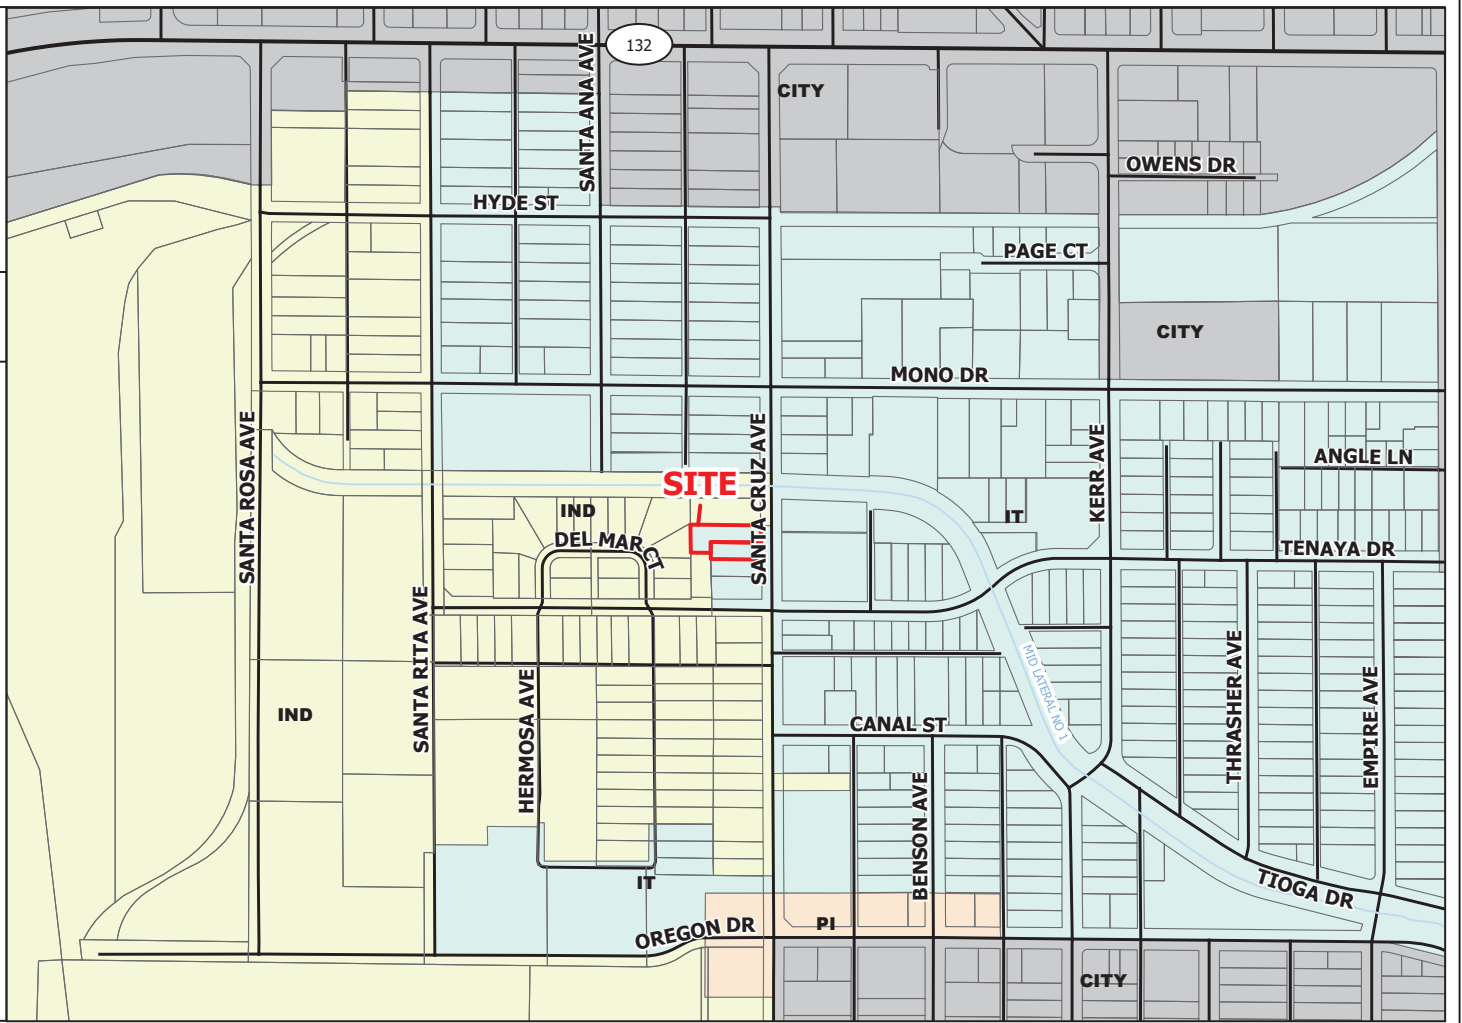 132
SANTA ANA AVE
CITY
OWENS DR
HYDE ST
PAGE CT
CITY
MONO DR
SANTA ROSA AVE
SANTA CRUZ AVE
KERR AVE
ANGLE LN
SITE
IND
IT
DEL MAR CT
TENAYA DR
SANTA RITA AVE
HERMOSA AVE
IND
MID LATERAL NO 1
THRASHER AVE
EMPIRE AVE
CANAL ST
BENSON AVE
IT
TIOGA DR
OREGON DR
PI
CITY